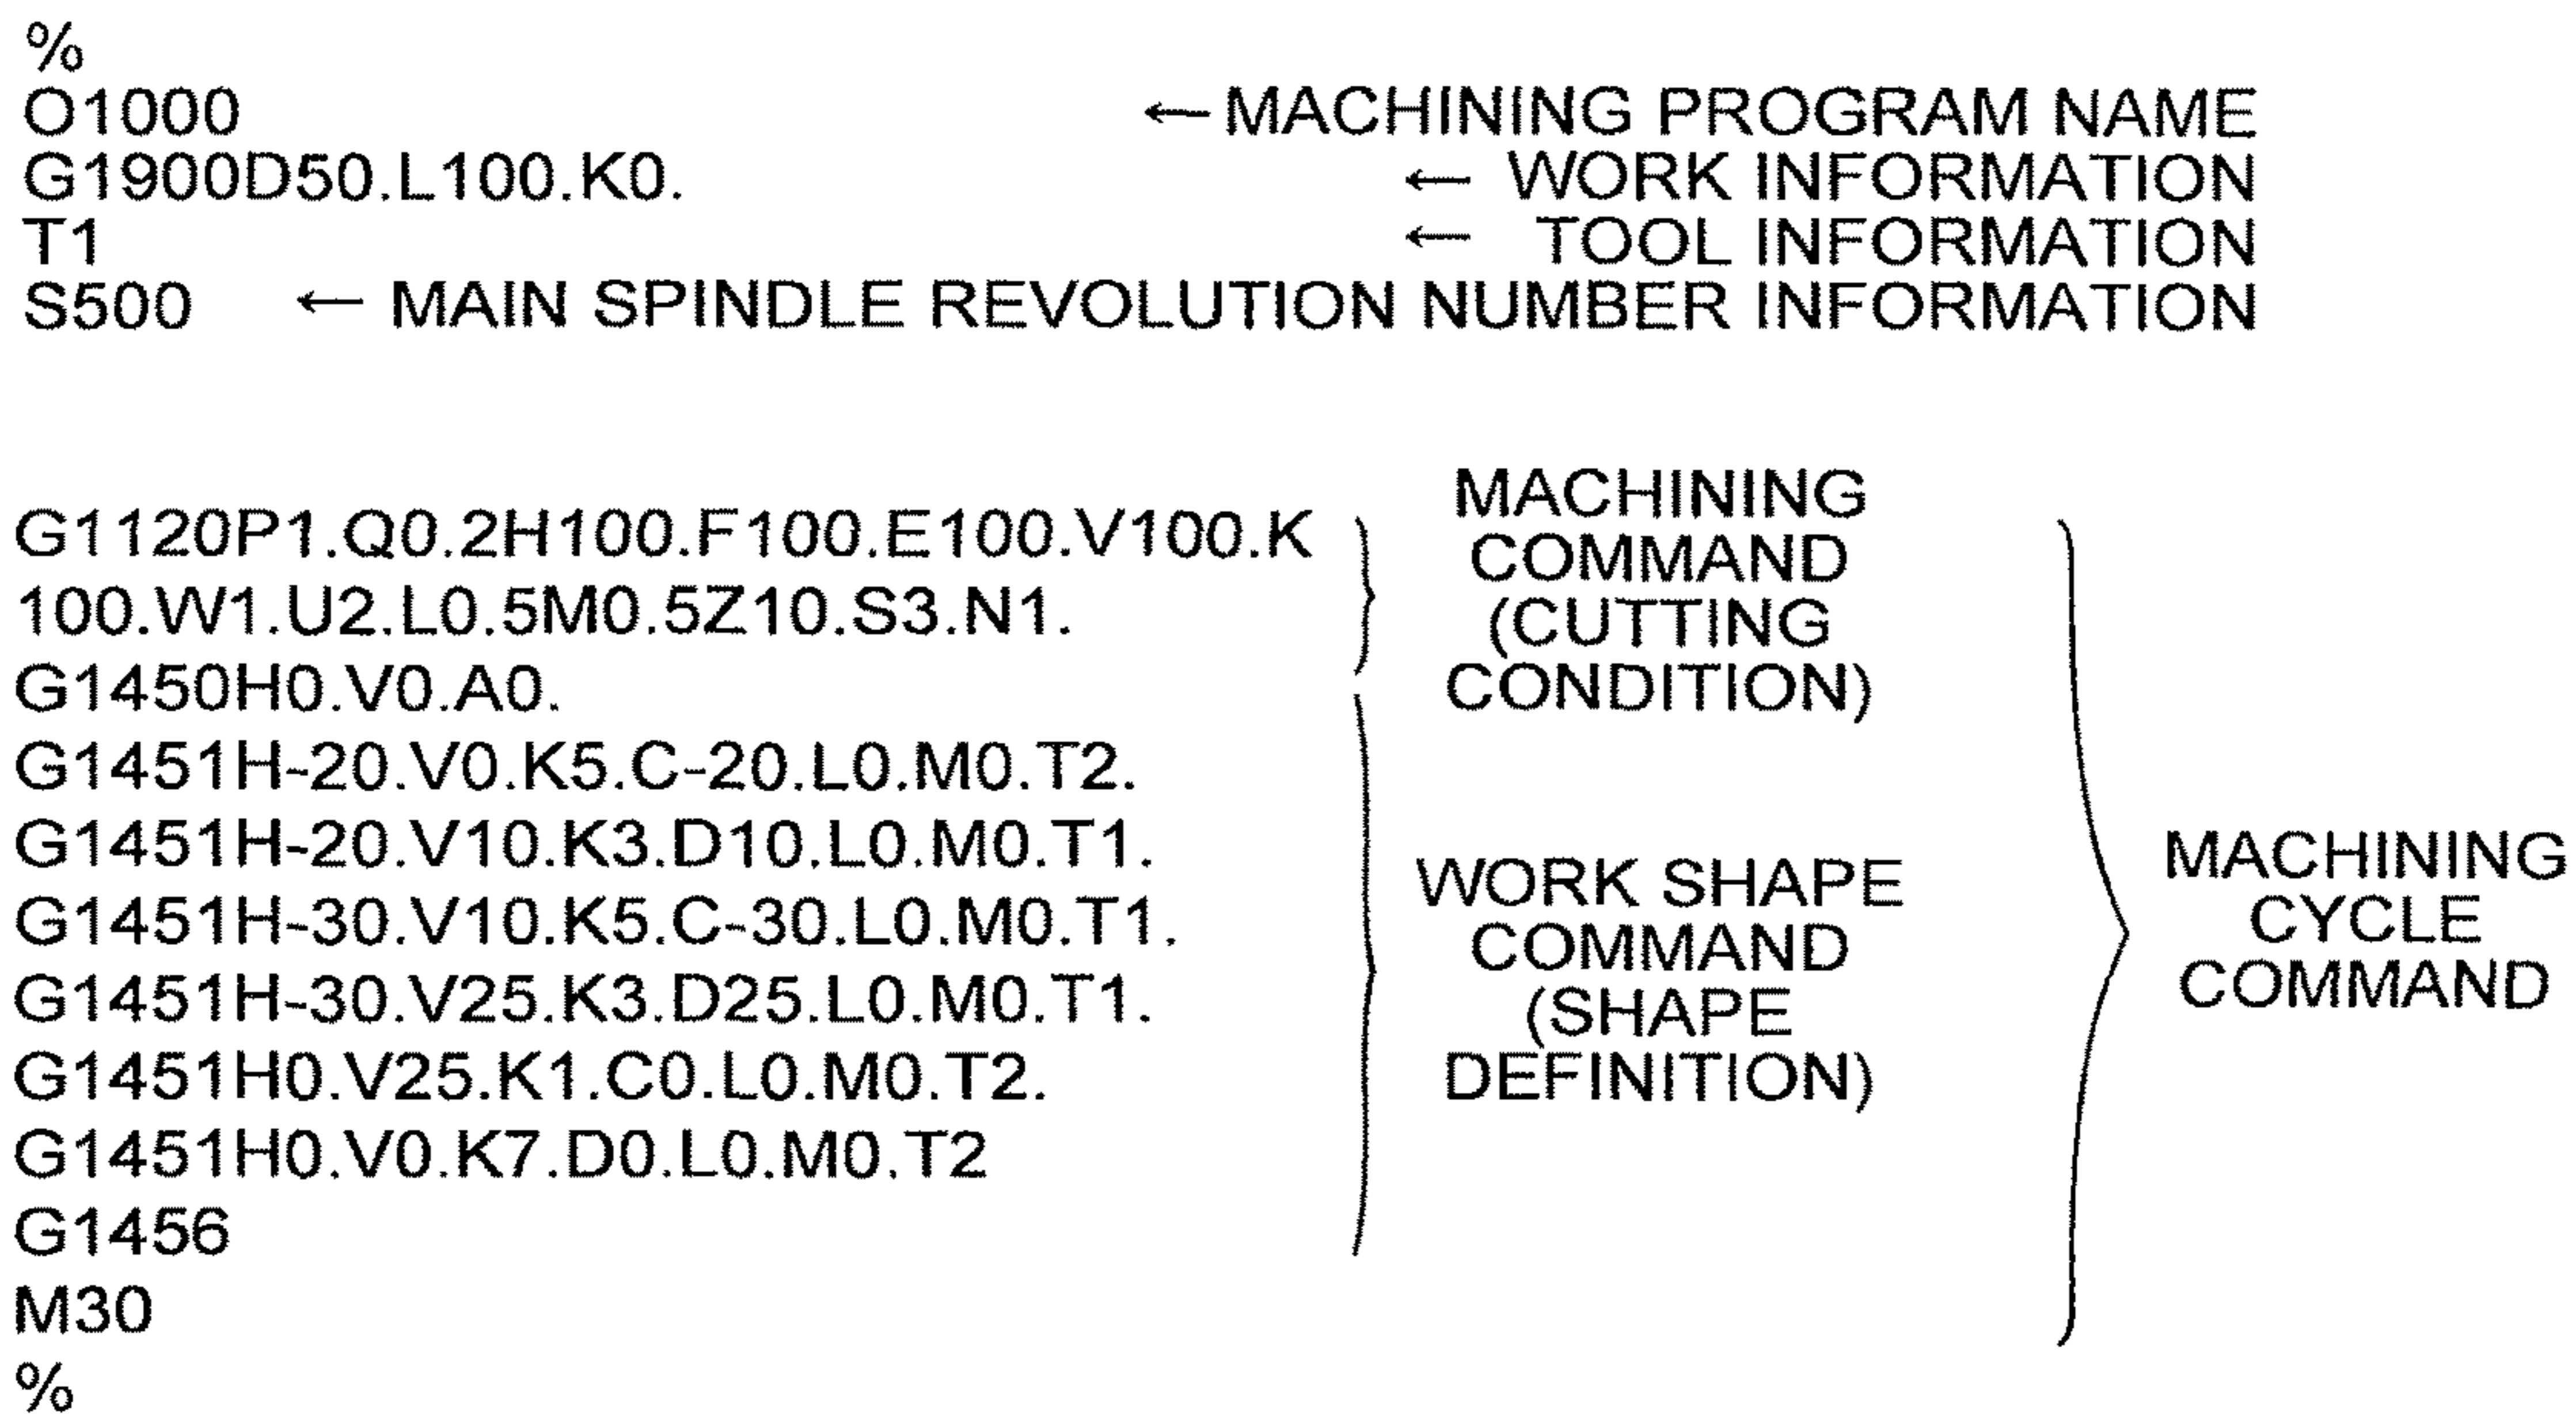 %
O1000 ← MACHINING PROGRAM NAME
G1900D50.L100.K0. ← WORK INFORMATION
T1 ← TOOL INFORMATION
S500 ← MAIN SPINDLE REVOLUTION NUMBER INFORMATION
G1120P1.Q0.2H100.F100.E100.V100.K
100.W1.U2.L0.5M0.5Z10.S3.N1.
G1450H0.V0.A0.
G1451H-20.V0.K5.C-20.L0.M0.T2.
G1451H-20.V10.K3.D10.L0.M0.T1.
G1451H-30.V10.K5.C-30.L0.M0.T1.
G1451H-30.V25.K3.D25.L0.M0.T1.
G1451H0.V25.K1.C0.L0.M0.T2.
G1451H0.V0.K7.D0.L0.M0.T2
G1456
M30
%
MACHINING
COMMAND
(CUTTING
CONDITION)
WORK SHAPE
COMMAND
(SHAPE
DEFINITION)
MACHINING
CYCLE
COMMAND